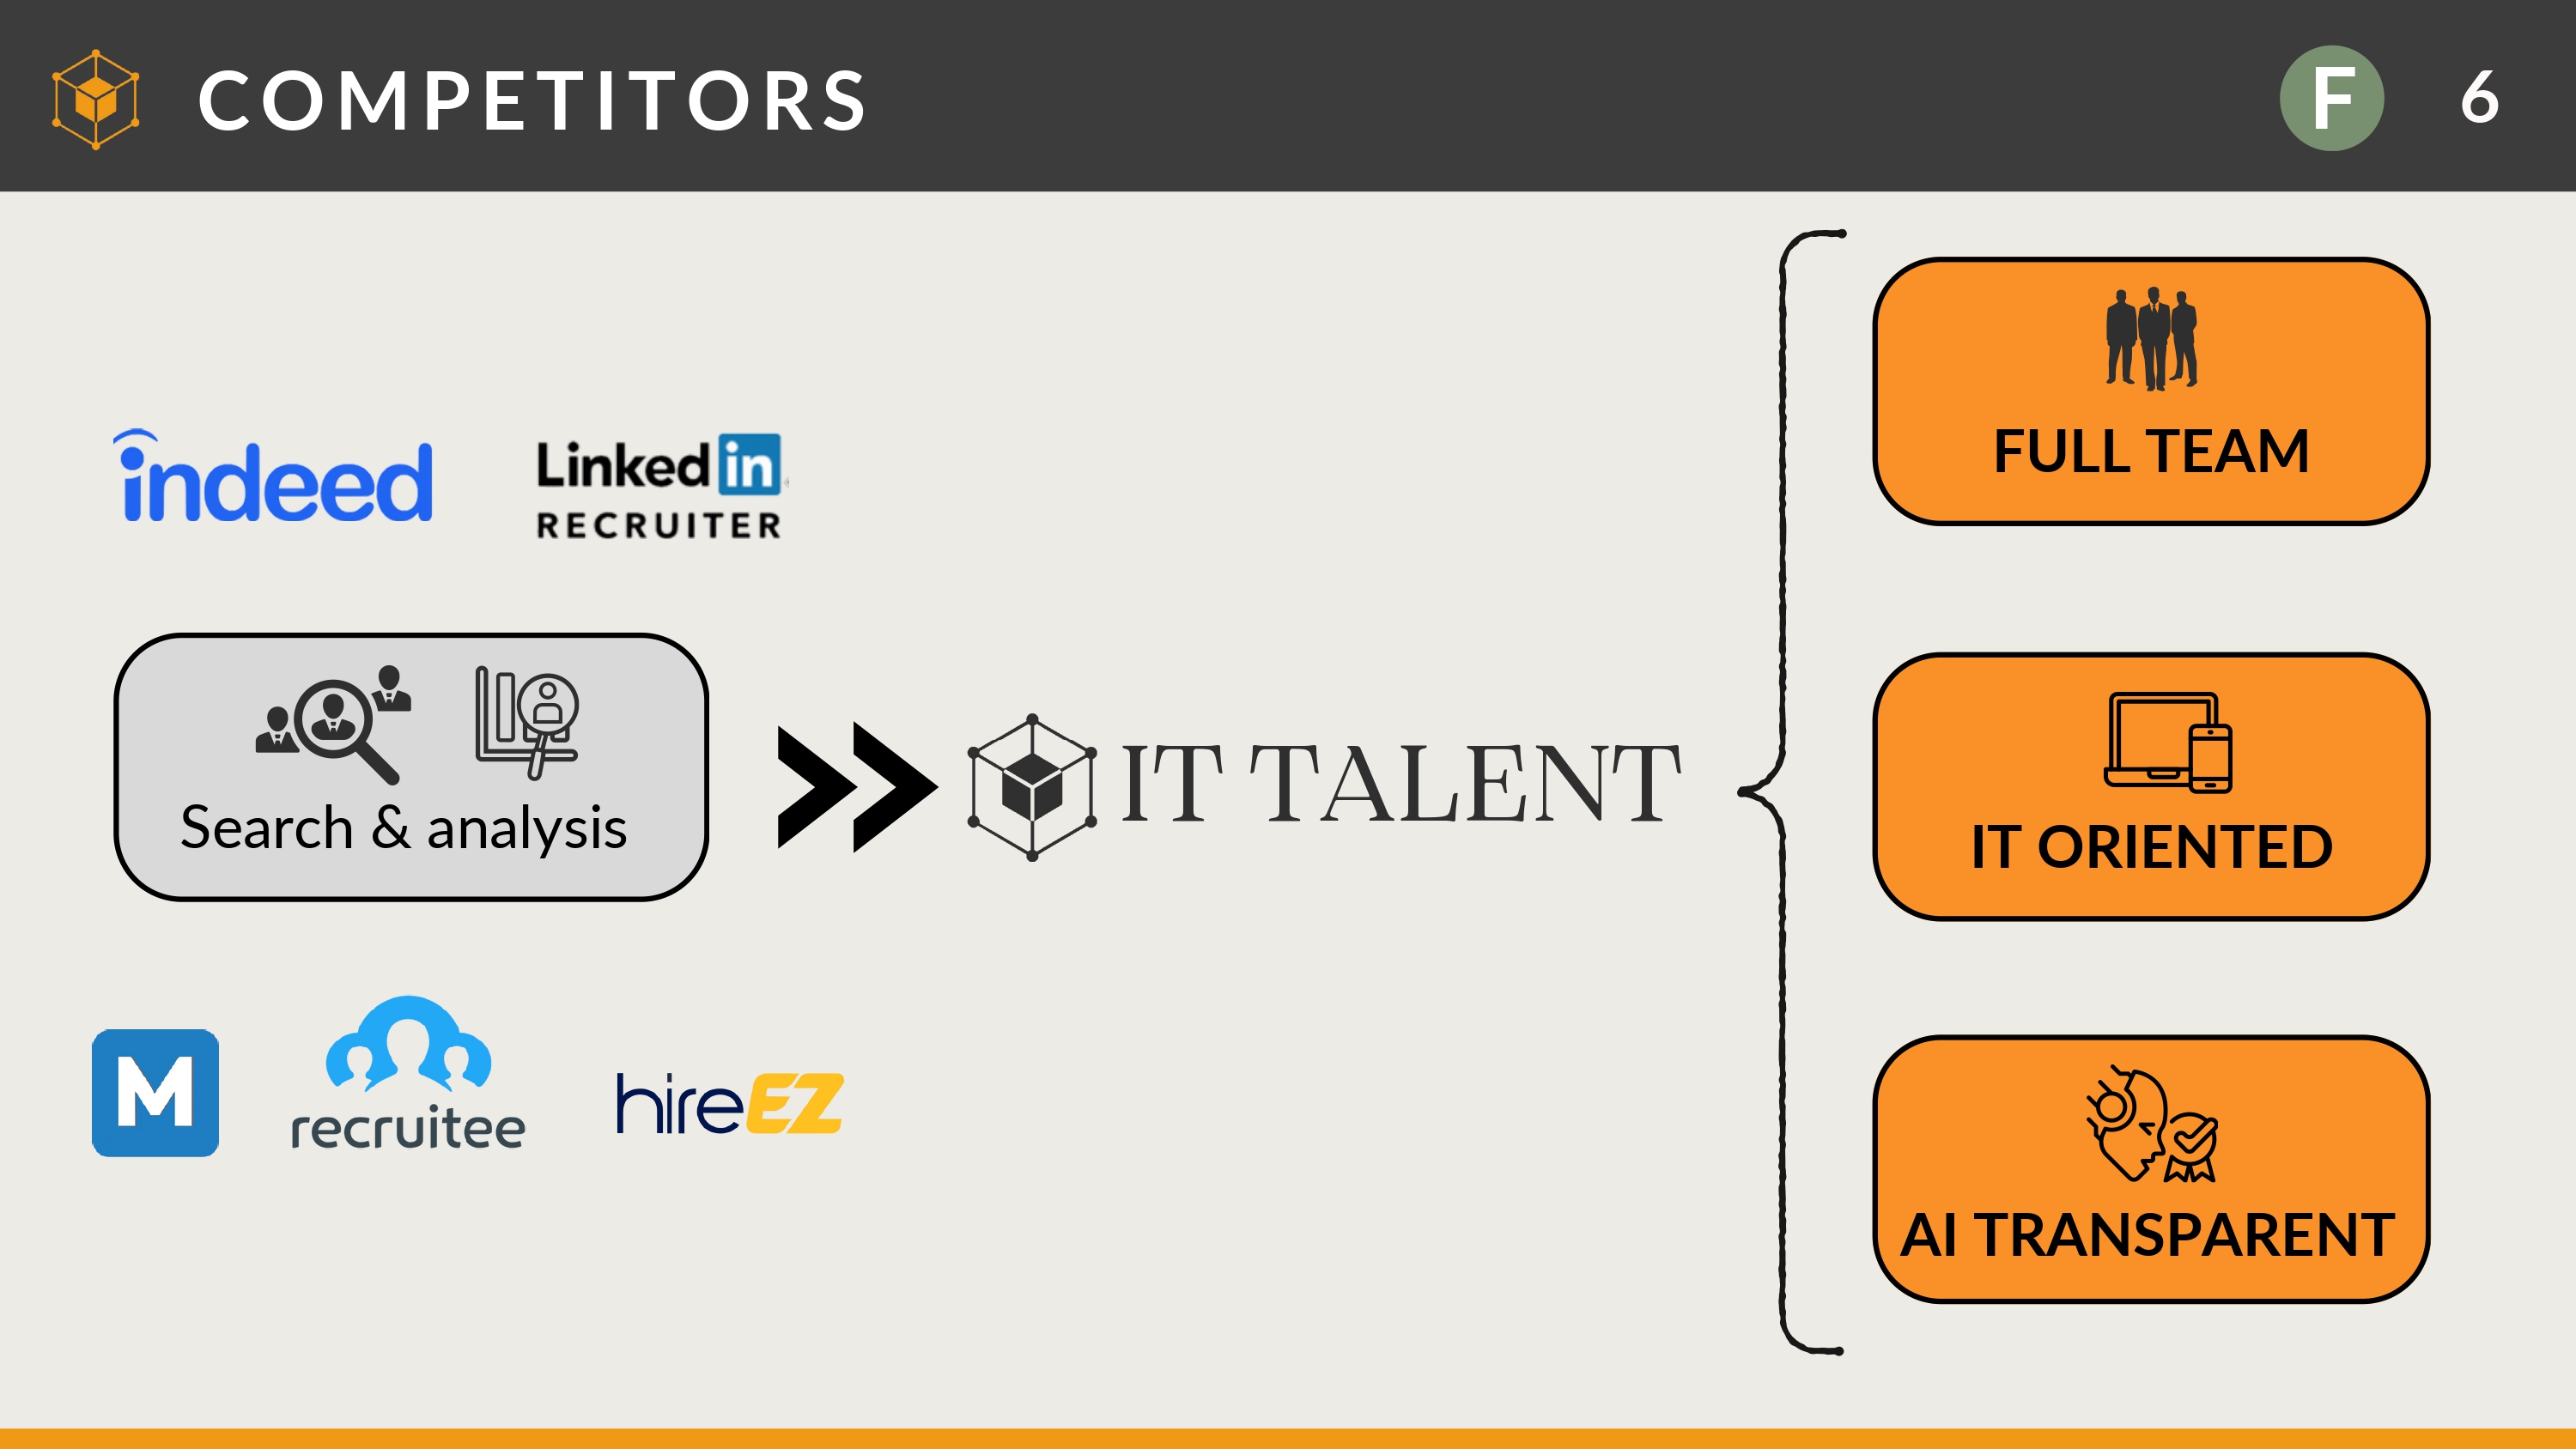 COMPETITORS
F
6
indeed
Linked in
RECRUITER
Search & analysis
M
recruitee
hireEZ
IT TALENT
FULL TEAM
IT ORIENTED
AI TRANSPARENT